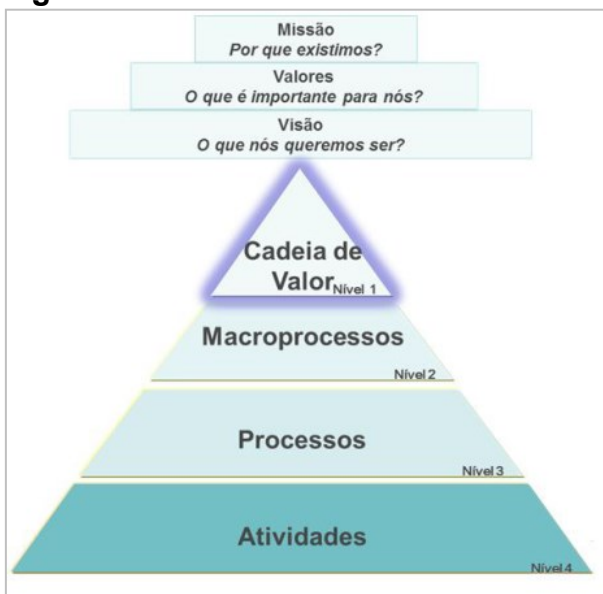 Missão
Por que existimos?
Valores
O que é importante para nós?
Visão
O que nós queremos ser?
Cadeia de
Valor Nível 1
Macroprocessos
Nível 2
Processos
Nível 3
Atividades
Nível 4